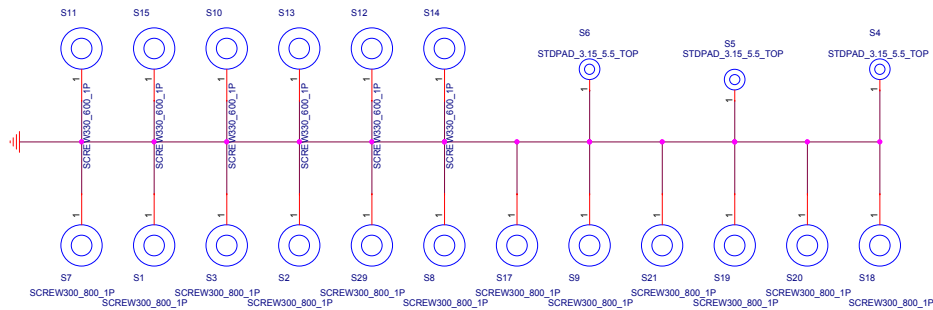 S11
S15
S10
S13
S12
S14
S6
STDPAD_3.15_5.5_TOP
S5
STDPAD_3.15_5.5_TOP
S4
STDPAD_3.15_5.5_TOP
1
1
1
1
1
1
1
1
1
SCREW330_600_1P
SCREW330_600_1P
SCREW330_600_1P
SCREW330_600_1P
SCREW330_600_1P
SCREW330_600_1P
1
1
1
1
1
1
1
1
1
1
1
1
S7
S1
S3
S2
S29
S8
S17
S9
S21
S19
S20
S18
SCREW300_800_1P
SCREW300_800_1P
SCREW300_800_1P
SCREW300_800_1P
SCREW300_800_1P
SCREW300_800_1P
SCREW300_800_1P
SCREW300_800_1P
SCREW300_800_1P
SCREW300_800_1P
SCREW300_800_1P
SCREW300_800_1P